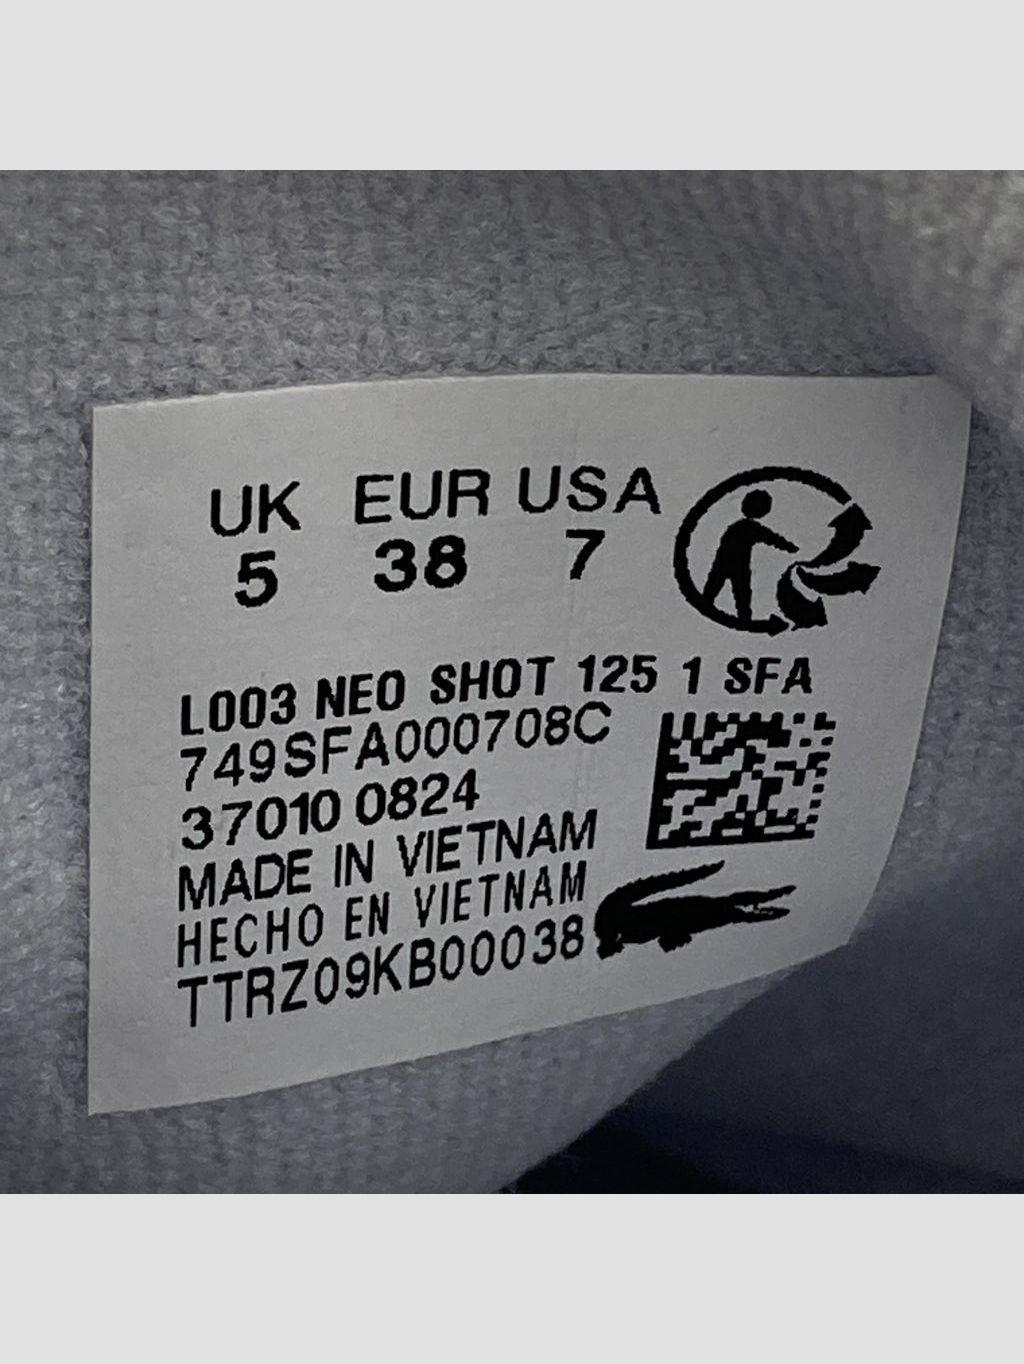 UK EUR USA
5 38 7
L003 NEO SHOT 125 1 SFA
749SFA000708C
37010 0824
MADE IN VIETNAM
HECHO EN VIETNAM
TTRZ09KB00038